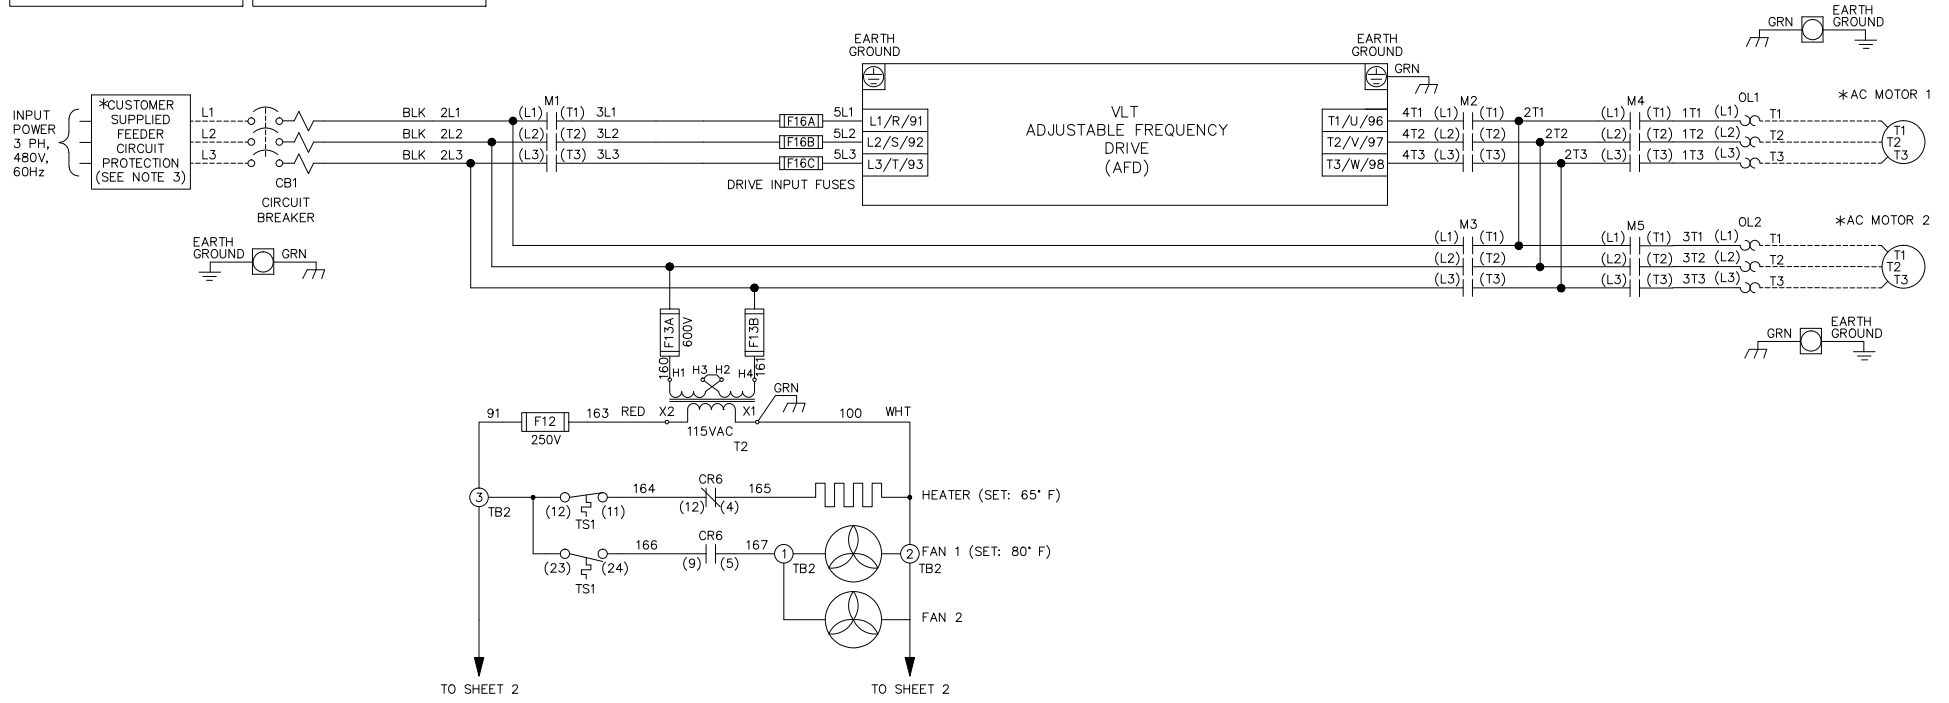 EARTH
GROUND
GRN
EARTH
GROUND
EARTH
GROUND
GRN
INPUT
POWER
3 PH,
480V,
60Hz
*CUSTOMER
SUPPLIED
FEEDER
CIRCUIT
PROTECTION
(SEE NOTE 3)
L1
L2
L3
CB1
CIRCUIT
BREAKER
BLK 2L1
BLK 2L2
BLK 2L3
M1
(L1) (T1) 3L1
(L2) (T2) 3L2
(L3) (T3) 3L3
F16A 5L1
F16B 5L2
F16C 5L3
DRIVE INPUT FUSES
L1/R/91
L2/S/92
L3/T/93
VLT
ADJUSTABLE FREQUENCY
DRIVE
(AFD)
T1/U/96
T2/V/97
T3/W/98
M2
4T1 (L1) (T1) 2T1
4T2 (L2) (T2) 2T2
4T3 (L3) (T3) 2T3
M4
(L1) (T1) 1T1 (L1)
(L2) (T2) 1T2 (L2)
(L3) (T3) 1T3 (L3)
OL1
T1
T2
T3
*AC MOTOR 1
T1
T2
T3
EARTH
GROUND
GRN
M3
(L1) (T1)
(L2) (T2)
(L3) (T3)
M5
(L1) (T1) 3T1 (L1)
(L2) (T2) 3T2 (L2)
(L3) (T3) 3T3 (L3)
OL2
T1
T2
T3
*AC MOTOR 2
T1
T2
T3
GRN
EARTH
GROUND
F13A
600V
F13B
160
161
H1 H3 H2 H4
GRN
91 F12 163 RED X2 X1 100 WHT
250V
115VAC
T2
3
TB2
164 CR6 165
(12) (11) (12) (4)
TS1
HEATER (SET: 65° F)
166 CR6 167
(23) (24) (9) (5)
TS1
1
TB2
2
TB2
FAN 1 (SET: 80° F)
FAN 2
TO SHEET 2
TO SHEET 2